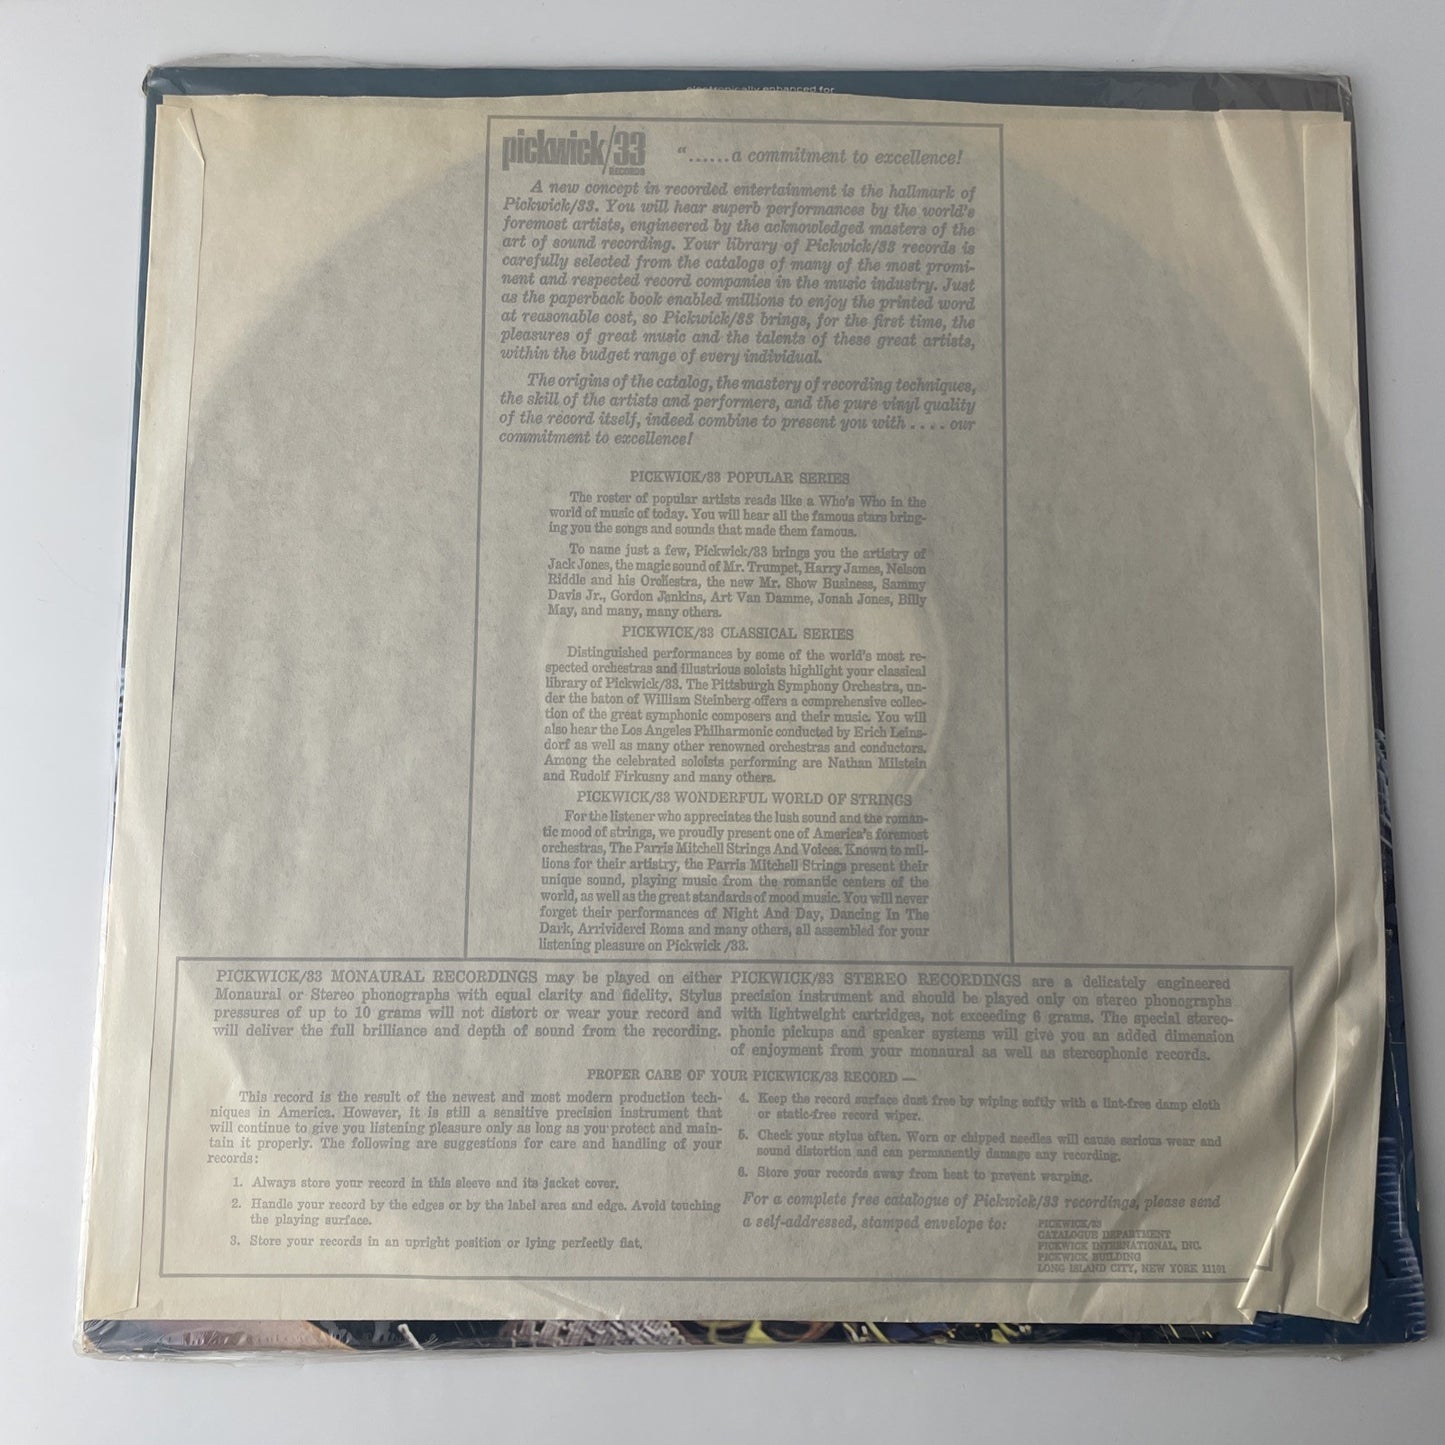 electronically enhanced for
pickwick/33
RECORDS
"......a commitment to excellence!
A new concept in recorded entertainment is the hallmark of
Pickwick/33. You will hear superb performances by the world's
foremost artists, engineered by the acknowledged masters of the
art of sound recording. Your library of Pickwick/33 records is
carefully selected from the catalogs of many of the most promi-
nent and respected record companies in the music industry. Just
as the paperback book enabled millions to enjoy the printed word
at reasonable cost, so Pickwick/33 brings, for the first time, the
pleasures of great music and the talents of these great artists,
within the budget range of every individual.
The origins of the catalog, the mastery of recording techniques,
the skill of the artists and performers, and the pure vinyl quality
of the record itself, indeed combine to present you with .... our
commitment to excellence!
PICKWICK/33 POPULAR SERIES
The roster of popular artists reads like a Who's Who in the
world of music of today. You will hear all the famous stars bring-
ing you the songs and sounds that made them famous.
To name just a few, Pickwick/33 brings you the artistry of
Jack Jones, the magic sound of Mr. Trumpet, Harry James, Nelson
Riddle and his Orchestra, the new Mr. Show Business, Sammy
Davis Jr., Gordon Jenkins, Art Van Damme, Jonah Jones, Billy
May, and many, many others.
PICKWICK/33 CLASSICAL SERIES
Distinguished performances by some of the world's most re-
spected orchestras and illustrious soloists highlight your classical
library of Pickwick/33. The Pittsburgh Symphony Orchestra, un-
der the baton of William Steinberg offers a comprehensive collec-
tion of the great symphonic composers and their music. You will
also hear the Los Angeles Philharmonic conducted by Erich Leins-
dorf as well as many other renowned orchestras and conductors.
Among the celebrated soloists performing are Nathan Milstein
and Rudolf Firkusny and many others.
PICKWICK/33 WONDERFUL WORLD OF STRINGS
For the listener who appreciates the lush sound and the roman-
tic mood of strings, we proudly present one of America's foremost
orchestras, The Parris Mitchell Strings And Voices. Known to mil-
lions for their artistry, the Parris Mitchell Strings present their
unique sound, playing music from the romantic centers of the
world, as well as the great standards of mood music. You will never
forget their performances of Night And Day, Dancing In The
Dark, Arrividerci Roma and many others, all assembled for your
listening pleasure on Pickwick /33.
PICKWICK/33 MONAURAL RECORDINGS may be played on either
Monaural or Stereo phonographs with equal clarity and fidelity. Stylus
pressures of up to 10 grams will not distort or wear your record and
will deliver the full brilliance and depth of sound from the recording.
PICKWICK/33 STEREO RECORDINGS are a delicately engineered
precision instrument and should be played only on stereo phonographs
with lightweight cartridges, not exceeding 6 grams. The special stereo-
phonic pickups and speaker systems will give you an added dimension
of enjoyment from your monaural as well as stereophonic records.
PROPER CARE OF YOUR PICKWICK/33 RECORD —
This record is the result of the newest and most modern production tech-
niques in America. However, it is still a sensitive precision instrument that
will continue to give you listening pleasure only as long as you protect and main-
tain it properly. The following are suggestions for care and handling of your
records:
1. Always store your record in this sleeve and its jacket cover.
2. Handle your record by the edges or by the label area and edge. Avoid touching
the playing surface.
3. Store your records in an upright position or lying perfectly flat.
4. Keep the record surface dust free by wiping softly with a lint-free damp cloth
or static-free record wiper.
5. Check your stylus often. Worn or chipped needles will cause serious wear and
sound distortion and can permanently damage any recording.
6. Store your records away from heat to prevent warping.
For a complete free catalogue of Pickwick/33 recordings, please send
a self-addressed, stamped envelope to:
PICKWICK/33
CATALOGUE DEPARTMENT
PICKWICK INTERNATIONAL, INC.
PICKWICK BUILDING
LONG ISLAND CITY, NEW YORK 11101